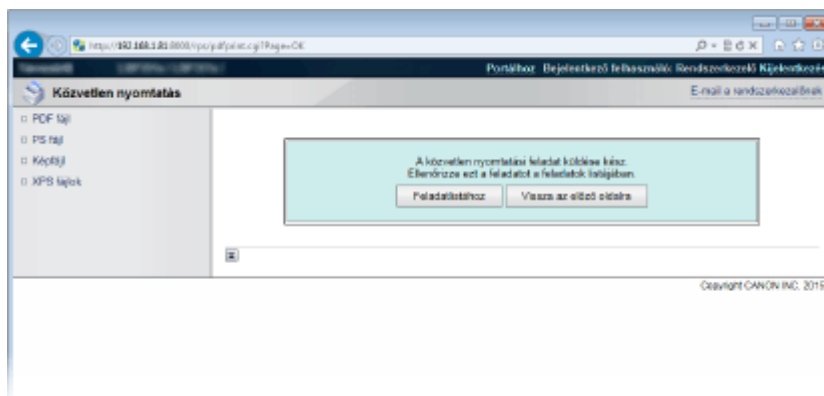 http://192.168.1.81:8000/rps/pdfprint.cgi?Page=OK
Portálhoz Bejelentkező felhasználó: Rendszerkezelő Kijelentkezés
Közvetlen nyomtatás
E-mail a rendszerkezelőnek
PDF fájl
PS fájl
Képfájl
XPS fájlok
A közvetlen nyomtatási feladat küldése kész.
Ellenőrizze ezt a feladatot a feladatok listájában.
Feladatlistához
Vissza az előző oldalra
Copyright CANON INC. 2015